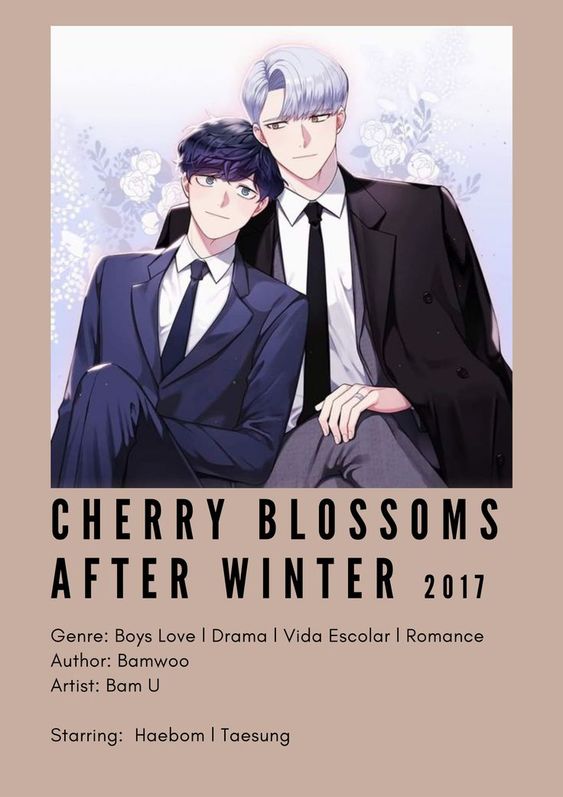 CHERRY BLOSSOMS
AFTER WINTER 2017
Genre: Boys Love | Drama | Vida Escolar | Romance
Author: Bamwoo
Artist: Bam U
Starring: Haebom | Taesung